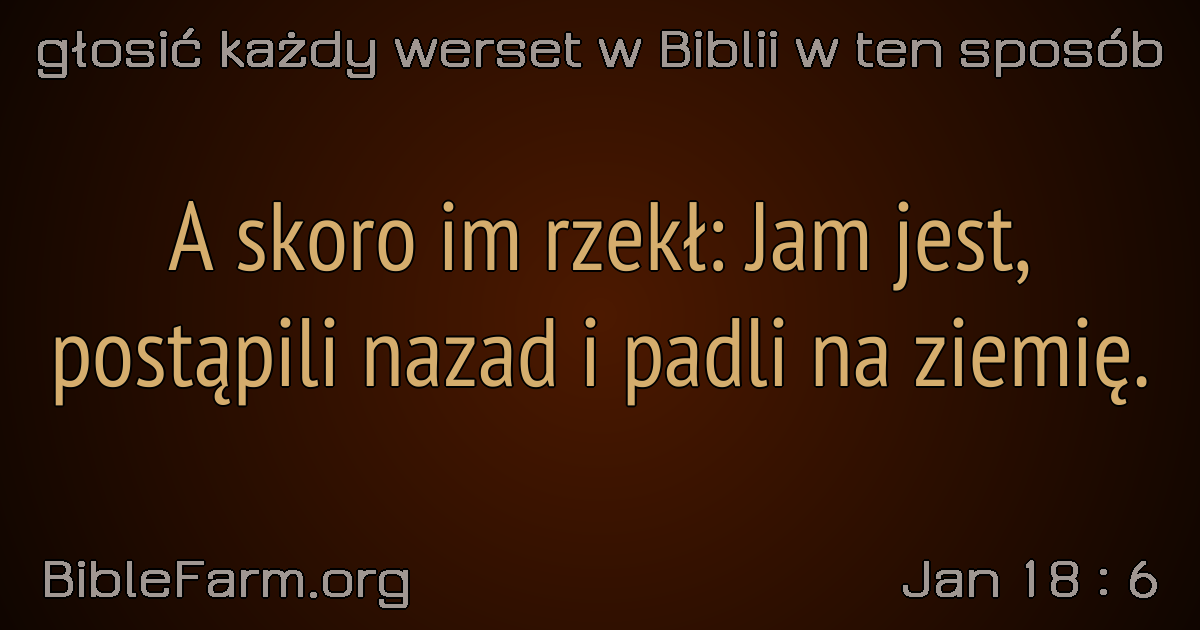 głosić każdy werset w Biblii w ten sposób
A skoro im rzekł: Jam jest,
postąpili nazad i padli na ziemię.
BibleFarm.org
Jan 18 : 6